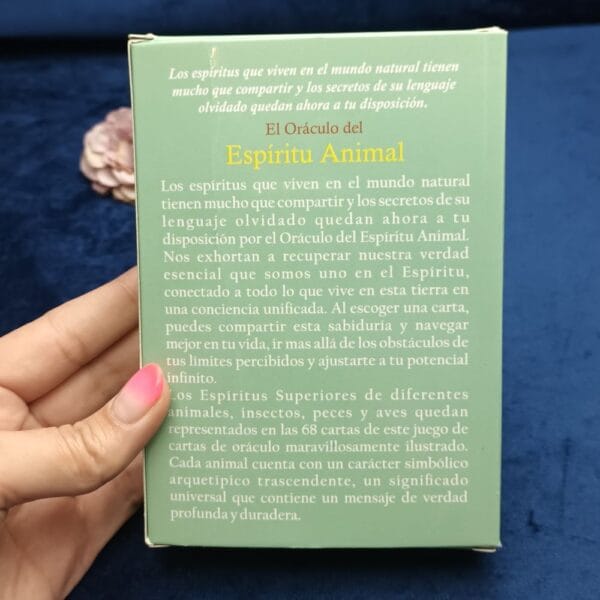 Los espíritus que viven en el mundo natural tienen
mucho que compartir y los secretos de su lenguaje
olvidado quedan ahora a tu disposición.
El Oráculo del
Espíritu Animal
Los espíritus que viven en el mundo natural
tienen mucho que compartir y los secretos de su
lenguaje olvidado quedan ahora a tu
disposición por el Oráculo del Espíritu Animal.
Nos exhortan a recuperar nuestra verdad
esencial que somos uno en el Espíritu,
conectado a todo lo que vive en esta tierra en
una conciencia unificada. Al escoger una carta,
puedes compartir esta sabiduría y navegar
mejor en tu vida, ir mas allá de los obstáculos de
tus limites percibidos y ajustarte a tu potencial
infinito.
Los Espíritus Superiores de diferentes
animales, insectos, peces y aves quedan
representados en las 68 cartas de este juego de
cartas de oráculo maravillosamente ilustrado.
Cada animal cuenta con un carácter simbólico
arquetípico trascendente, un significado
universal que contiene un mensaje de verdad
profunda y duradera.